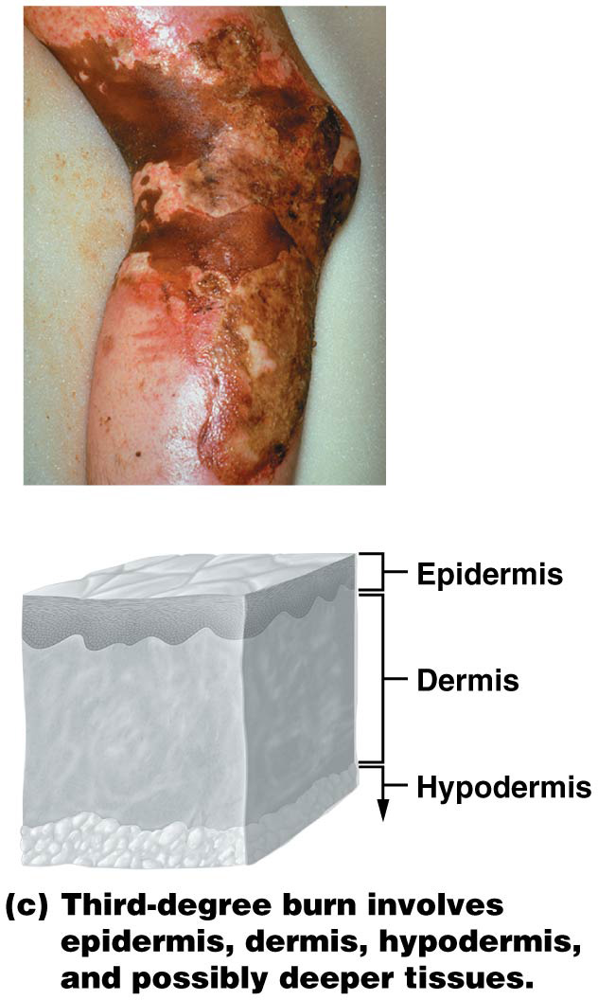 Epidermis
Dermis
Hypodermis
(c) Third-degree burn involves
epidermis, dermis, hypodermis,
and possibly deeper tissues.